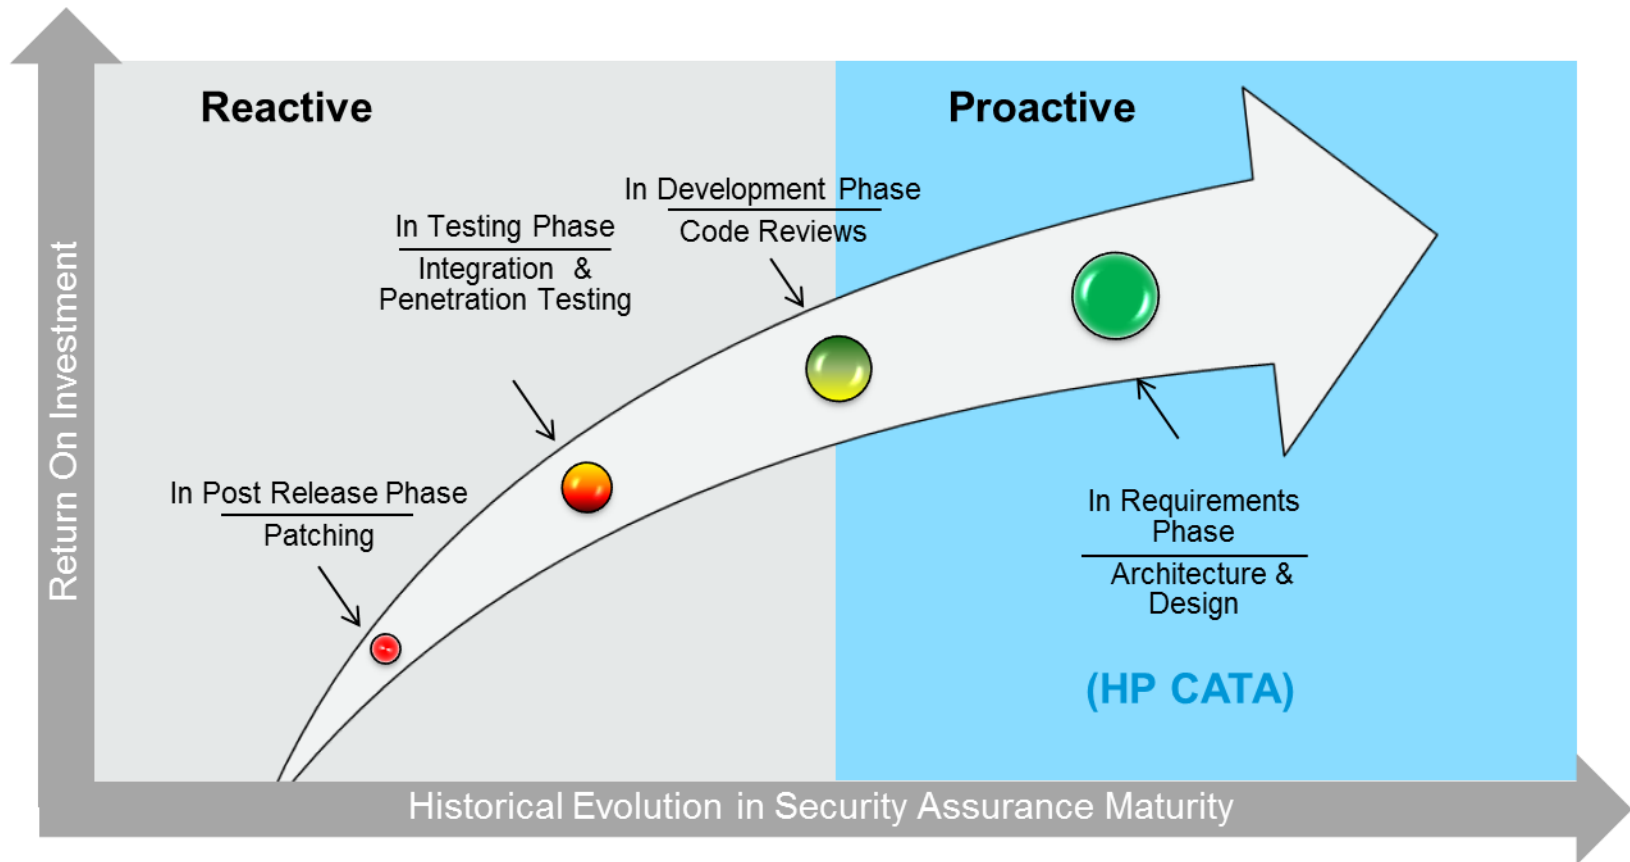 Reactive
Proactive
In Development Phase
Code Reviews
In Testing Phase
Integration &
Penetration Testing
In Post Release Phase
Patching
In Requirements
Phase
Architecture &
Design
(HP CATA)
Return On Investment
Historical Evolution in Security Assurance Maturity